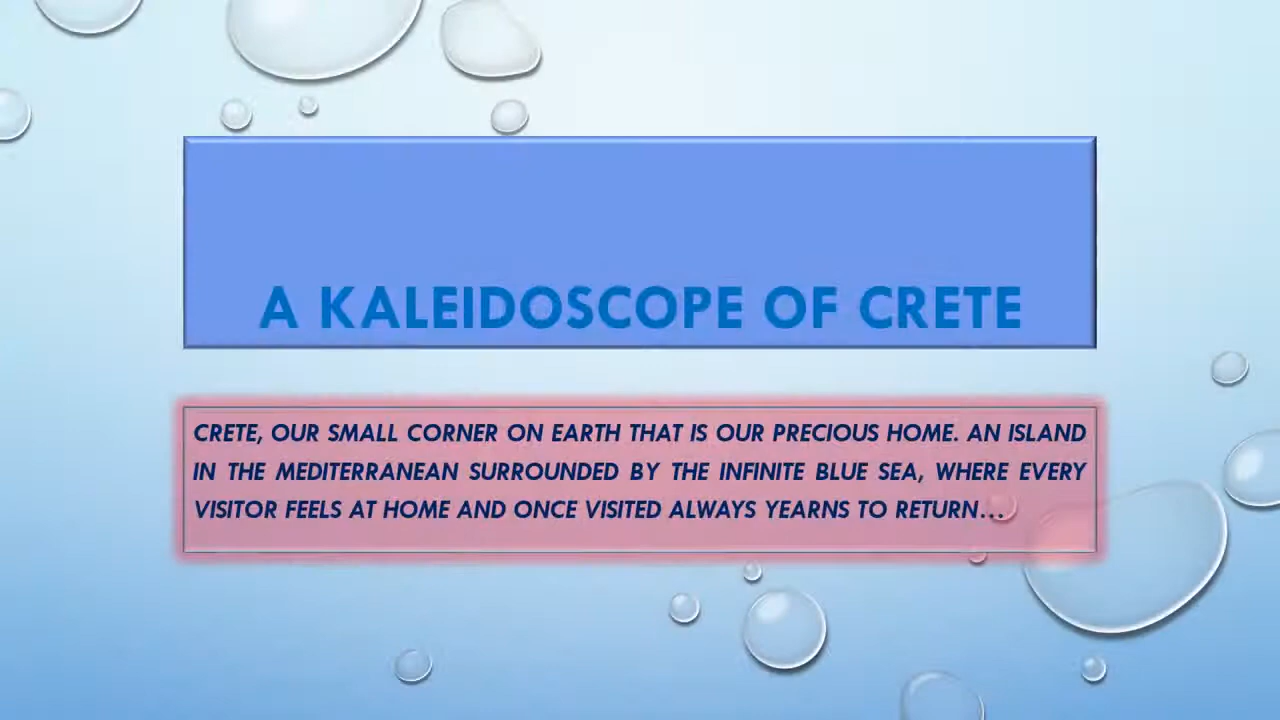 A KALEIDOSCOPE OF CRETE
CRETE, OUR SMALL CORNER ON EARTH THAT IS OUR PRECIOUS HOME. AN ISLAND
IN THE MEDITERRANEAN SURROUNDED BY THE INFINITE BLUE SEA, WHERE EVERY
VISITOR FEELS AT HOME AND ONCE VISITED ALWAYS YEARNS TO RETURN…